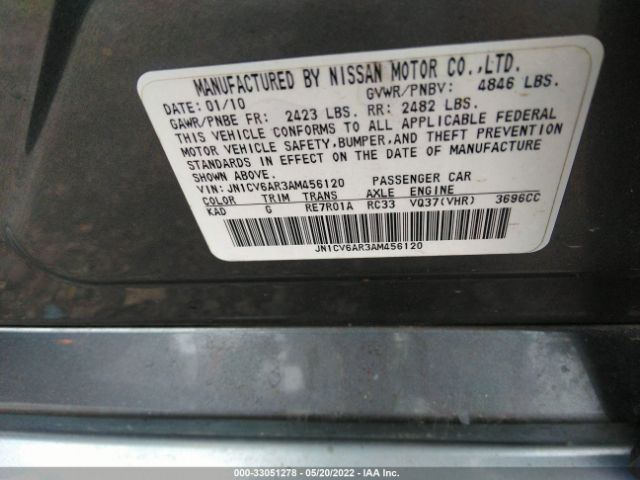 MANUFACTURED BY NISSAN MOTOR CO.,LTD.
DATE: 01/10 GVWR/PNBV: 4846 LBS.
GAWR/PNBE FR: 2423 LBS. RR: 2482 LBS.
THIS VEHICLE CONFORMS TO ALL APPLICABLE FEDERAL
MOTOR VEHICLE SAFETY,BUMPER,AND THEFT PREVENTION
STANDARDS IN EFFECT ON THE DATE OF MANUFACTURE
SHOWN ABOVE.
VIN: JN1CV6AR3AM456120 PASSENGER CAR
COLOR TRIM TRANS AXLE ENGINE
KAD G RE7R01A RC33 VQ37(VHR) 3696CC
JN1CV6AR3AM456120
000-33051278 - 05/20/2022 - IAA Inc.